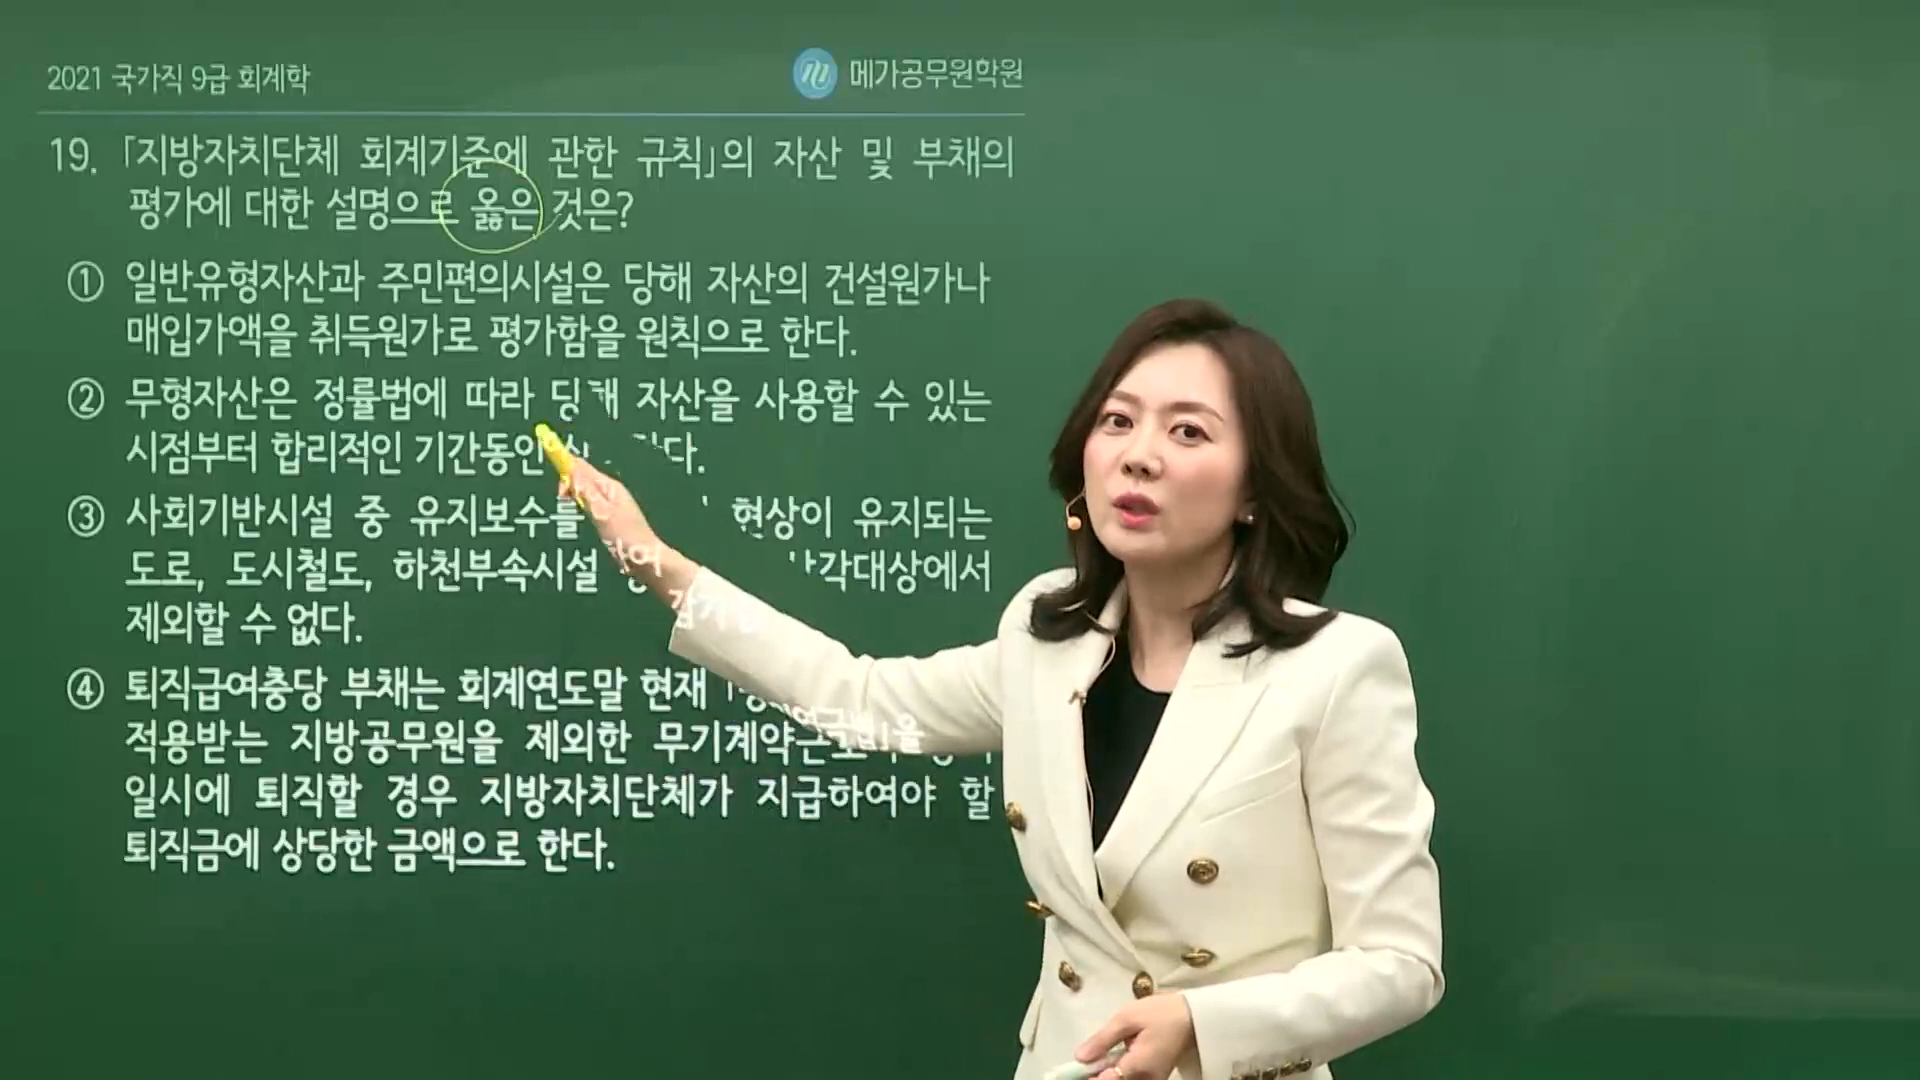 2021 국가직 9급 회계학
메가공무원학원
19. 「지방자치단체 회계기준에 관한 규칙」의 자산 및 부채의
평가에 대한 설명으로 옳은 것은?
① 일반유형자산과 주민편의시설은 당해 자산의 건설원가나
매입가액을 취득원가로 평가함을 원칙으로 한다.
② 무형자산은 정률법에 따라 당해 자산을 사용할 수 있는
시점부터 합리적인 기간동안
③ 사회기반시설 중 유지보수를 현상이 유지되는
도로, 도시철도, 하천부속시설 감가상각대상에서
제외할 수 없다.
④ 퇴직급여충당 부채는 회계연도말 현재
적용받는 지방공무원을 제외한 무기계약근로자
일시에 퇴직할 경우 지방자치단체가 지급하여야 할
퇴직금에 상당한 금액으로 한다.